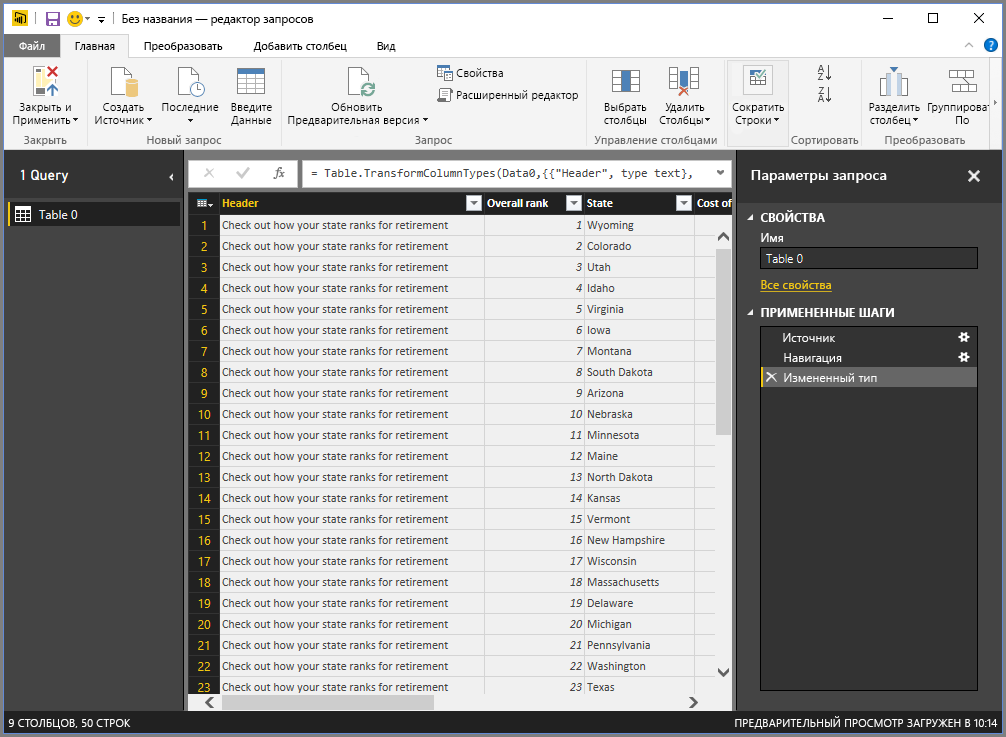 Без названия — редактор запросов
Файл Главная Преобразовать Добавить столбец Вид
Закрыть и Применить
Закрыть
Создать Источник
Последние
Введите Данные
Новый запрос
Обновить Предварительная версия
Свойства
Расширенный редактор
Запрос
Выбрать столбцы
Удалить Столбцы
Управление столбцами
Сократить Строки
Сортировать
Разделить столбец
Группирова По
Преобразовать
1 Query
Table 0
fx = Table.TransformColumnTypes(Data0,{{"Header", type text},
Header Overall rank State Cost of
1 Check out how your state ranks for retirement 1 Wyoming
2 Check out how your state ranks for retirement 2 Colorado
3 Check out how your state ranks for retirement 3 Utah
4 Check out how your state ranks for retirement 4 Idaho
5 Check out how your state ranks for retirement 5 Virginia
6 Check out how your state ranks for retirement 6 Iowa
7 Check out how your state ranks for retirement 7 Montana
8 Check out how your state ranks for retirement 8 South Dakota
9 Check out how your state ranks for retirement 9 Arizona
10 Check out how your state ranks for retirement 10 Nebraska
11 Check out how your state ranks for retirement 11 Minnesota
12 Check out how your state ranks for retirement 12 Maine
13 Check out how your state ranks for retirement 13 North Dakota
14 Check out how your state ranks for retirement 14 Kansas
15 Check out how your state ranks for retirement 15 Vermont
16 Check out how your state ranks for retirement 16 New Hampshire
17 Check out how your state ranks for retirement 17 Wisconsin
18 Check out how your state ranks for retirement 18 Massachusetts
19 Check out how your state ranks for retirement 19 Delaware
20 Check out how your state ranks for retirement 20 Michigan
21 Check out how your state ranks for retirement 21 Pennsylvania
22 Check out how your state ranks for retirement 22 Washington
23 Check out how your state ranks for retirement 23 Texas
Параметры запроса
СВОЙСТВА
Имя
Table 0
Все свойства
ПРИМЕНЕННЫЕ ШАГИ
Источник
Навигация
Измененный тип
9 СТОЛБЦОВ, 50 СТРОК
ПРЕДВАРИТЕЛЬНЫЙ ПРОСМОТР ЗАГРУЖЕН В 10:14